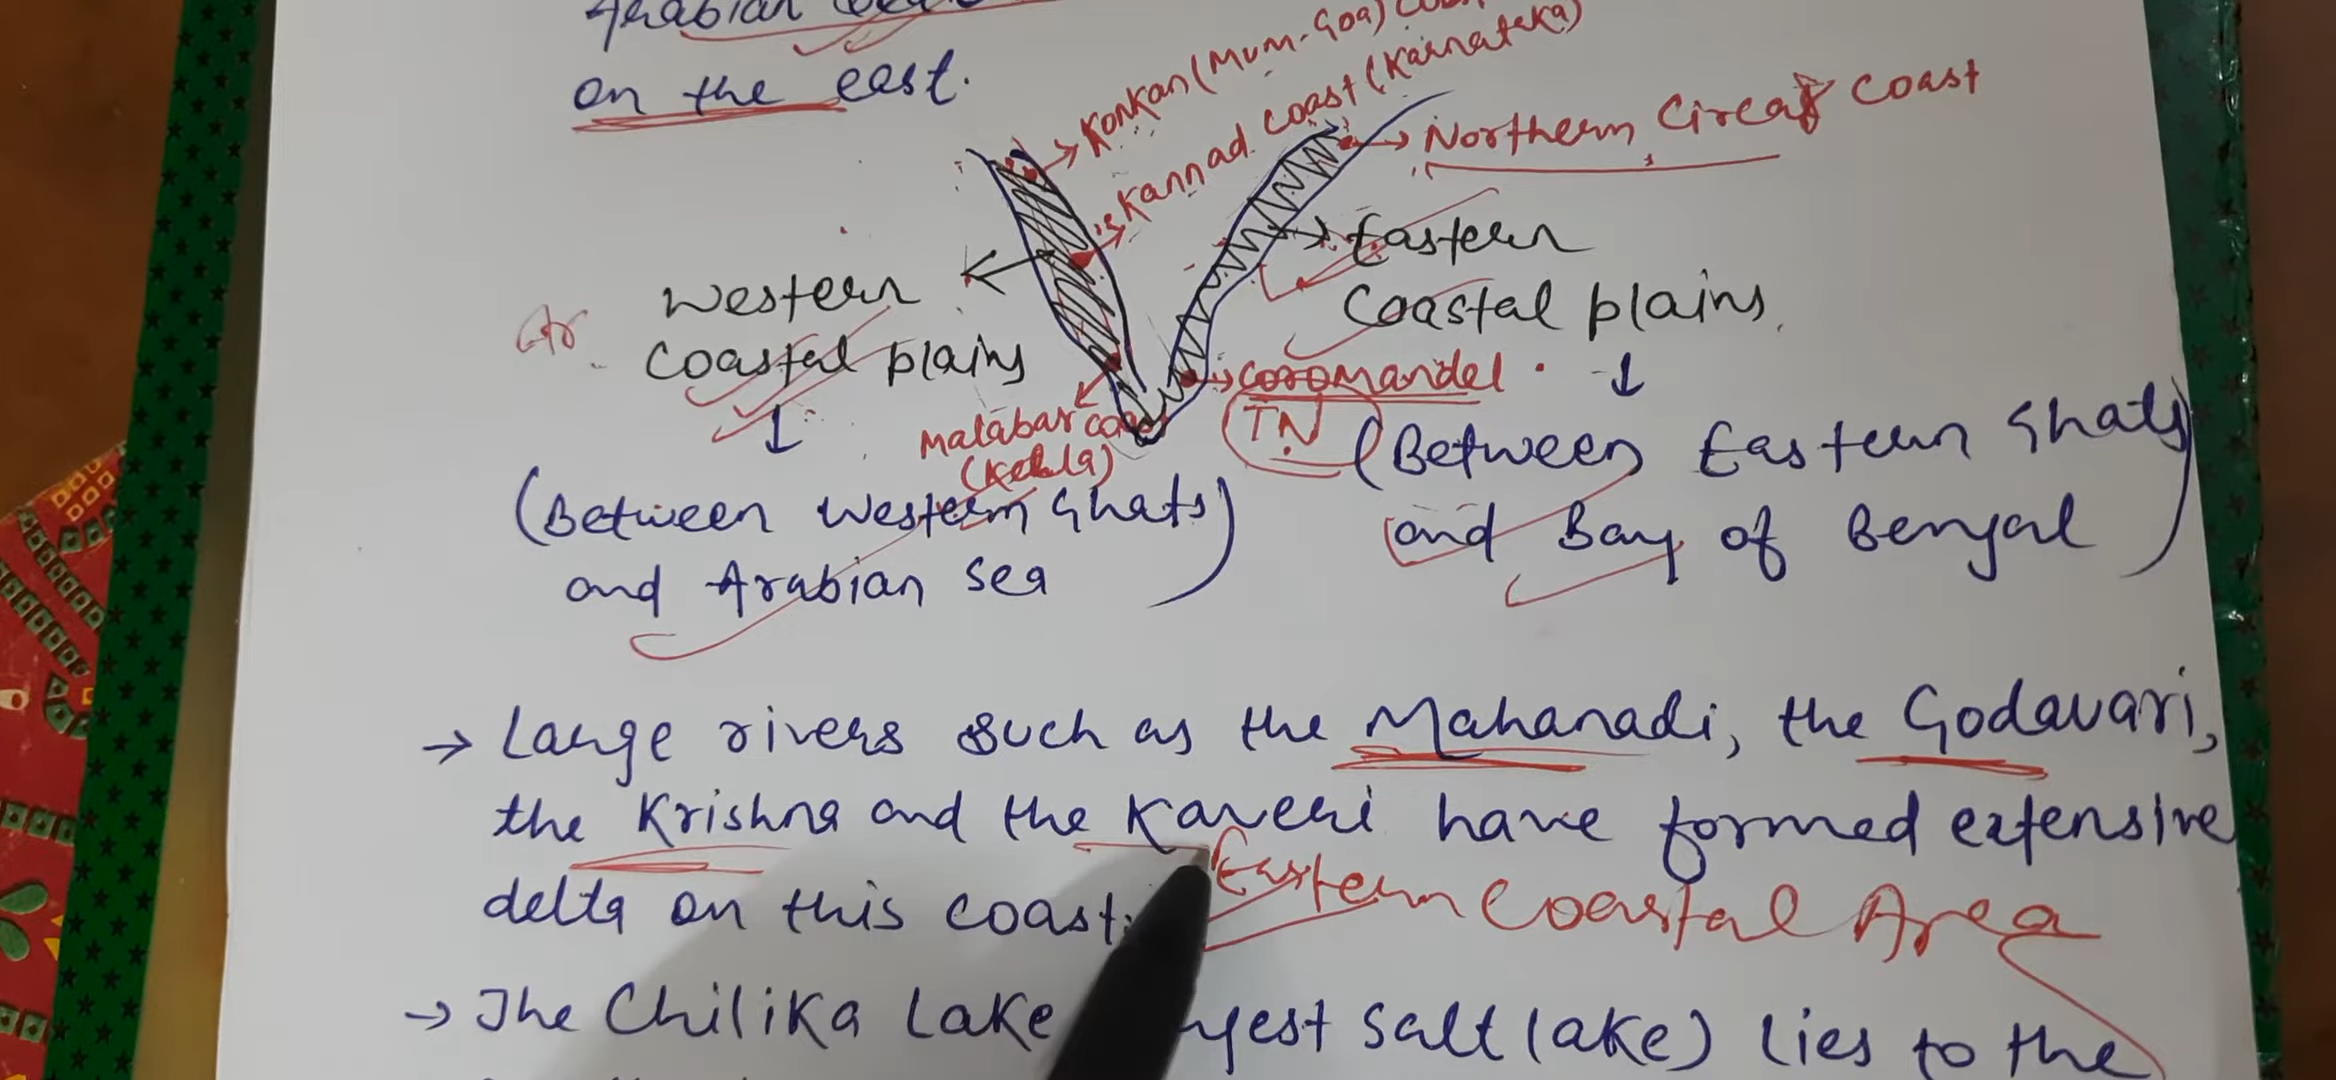 Arabian
on the east.
Konkan (Mum-Goa)
Kannad coast (Karnataka)
Northern Circars Coast
Western
Coastal plains
Eastern
Coastal plains
Coromandel
TN
Malabar coast
(Kerala)
(Between Western Ghats
and Arabian sea)
(Between Eastern Ghats
and Bay of Bengal)
→ Large rivers such as the Mahanadi, the Godavari,
the Krishna and the Kaveri have formed extensive
delta on this coast.
Eastern Coastal Area
→ The Chilika Lake salt lake) lies to the